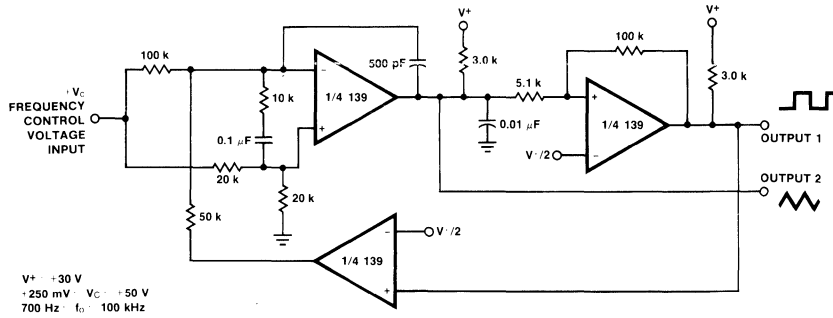 V+
V+
100 k
100 k
500 pF
3.0 k
3.0 k
+VC
FREQUENCY
CONTROL
VOLTAGE
INPUT
10 k
-
+
1/4 139
5.1 k
+
-
1/4 139
0.1 µF
0.01 µF
V /2
OUTPUT 1
20 k
20 k
OUTPUT 2
50 k
-
+
1/4 139
V /2
V+ +30 V
+250 mV VC +50 V
700 Hz fo 100 kHz